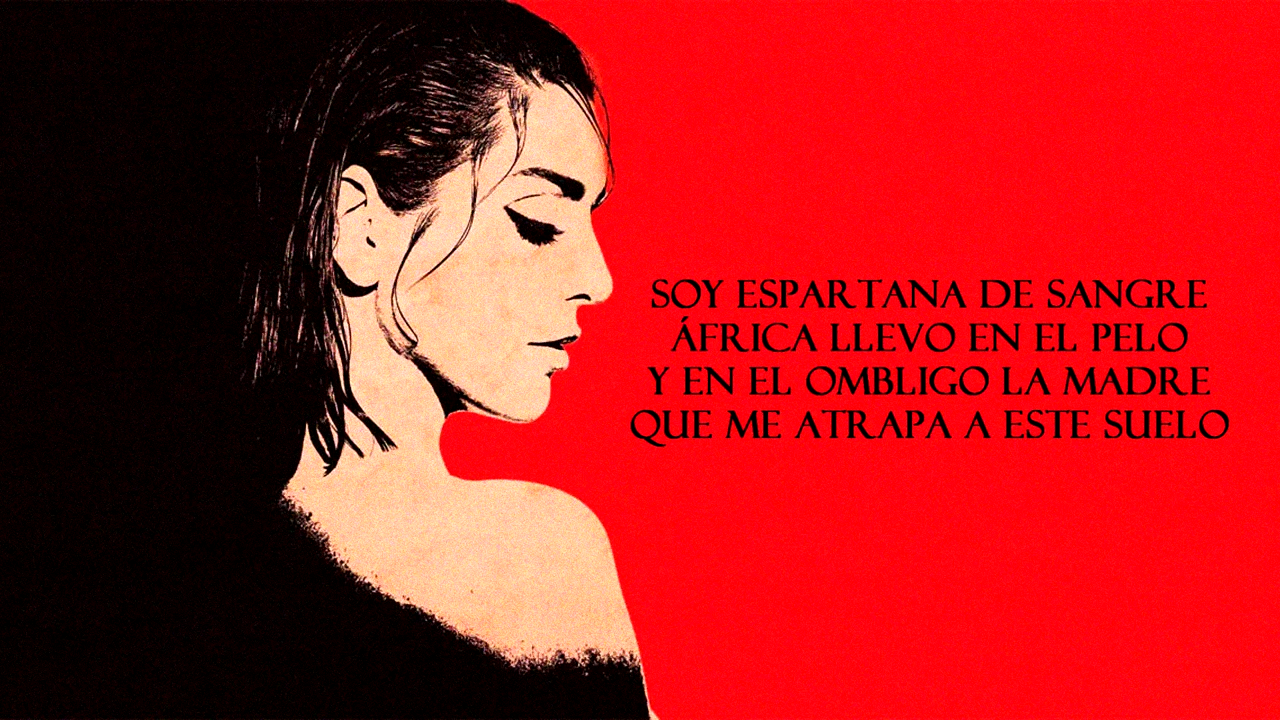 SOY ESPARTANA DE SANGRE
ÁFRICA LLEVO EN EL PELO
Y EN EL OMBLIGO LA MADRE
QUE ME ATRAPA A ESTE SUELO